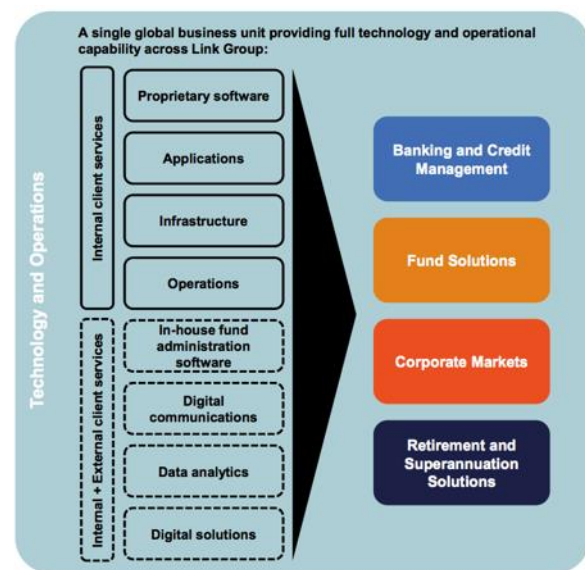 A single global business unit providing full technology and operational
capability across Link Group:
Technology and Operations
Internal client services
Proprietary software
Applications
Infrastructure
Operations
Internal + External client services
In-house fund
administration
software
Digital
communications
Data analytics
Digital solutions
Banking and Credit
Management
Fund Solutions
Corporate Markets
Retirement and
Superannuation
Solutions